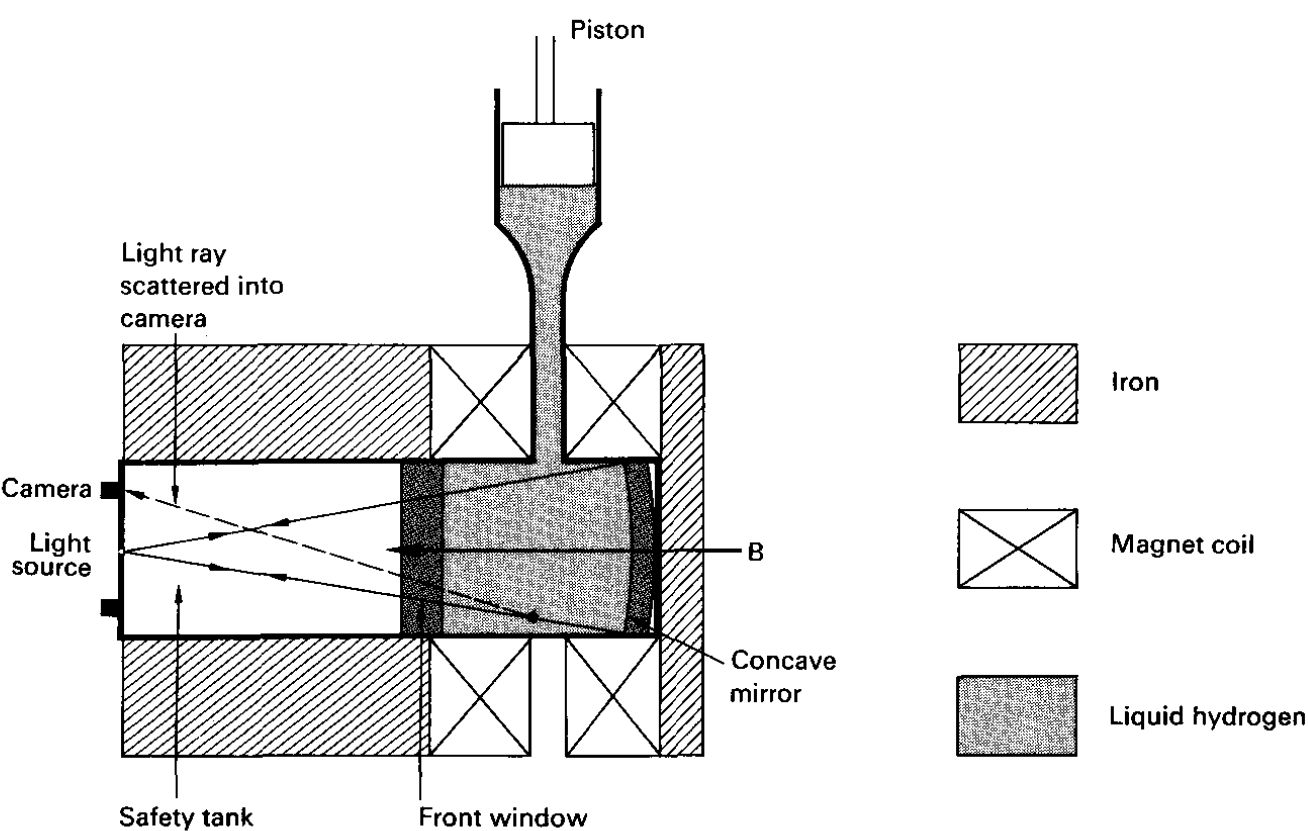 Piston
Light ray
scattered into
camera
Iron
Camera
Light
source
B
Magnet coil
Concave
mirror
Liquid hydrogen
Safety tank
Front window